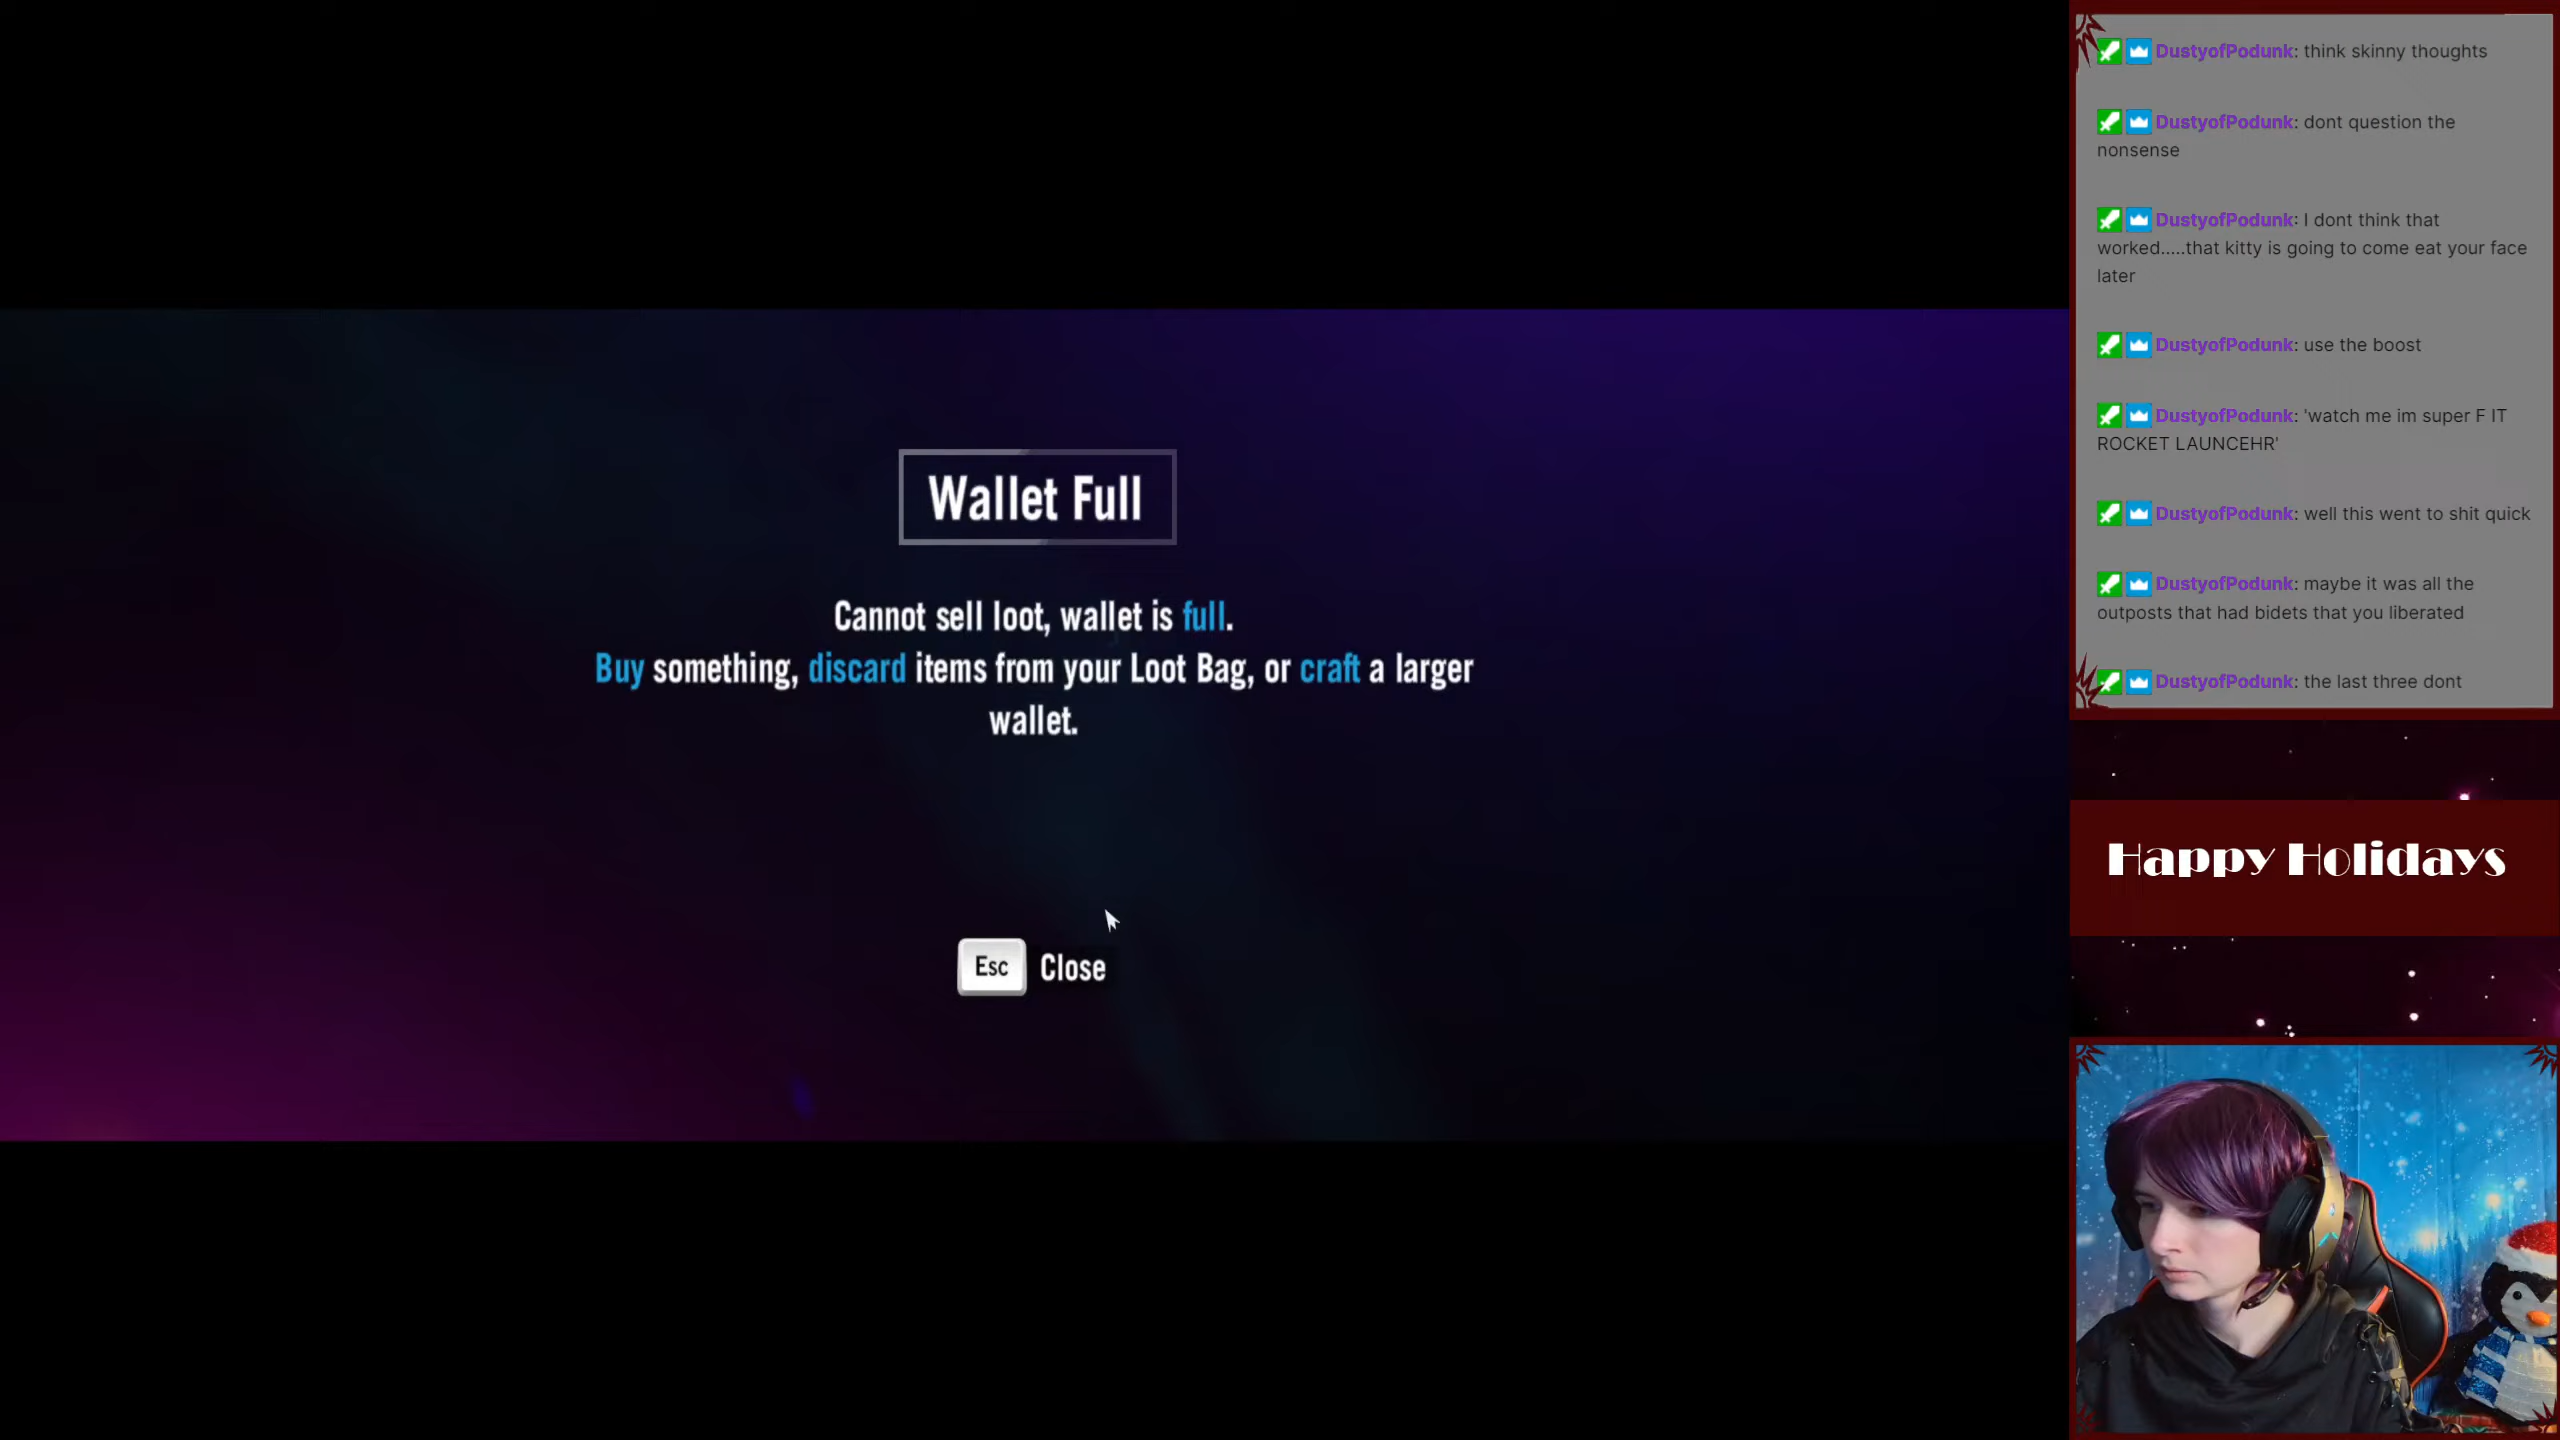 Wallet Full
Cannot sell loot, wallet is full.
Buy something, discard items from your Loot Bag, or craft a larger
wallet.
Esc Close
DustyofPodunk: think skinny thoughts
DustyofPodunk: dont question the
nonsense
DustyofPodunk: I dont think that
worked.....that kitty is going to come eat your face
later
DustyofPodunk: use the boost
DustyofPodunk: 'watch me im super F IT
ROCKET LAUNCEHR'
DustyofPodunk: well this went to shit quick
DustyofPodunk: maybe it was all the
outposts that had bidets that you liberated
DustyofPodunk: the last three dont
Happy Holidays